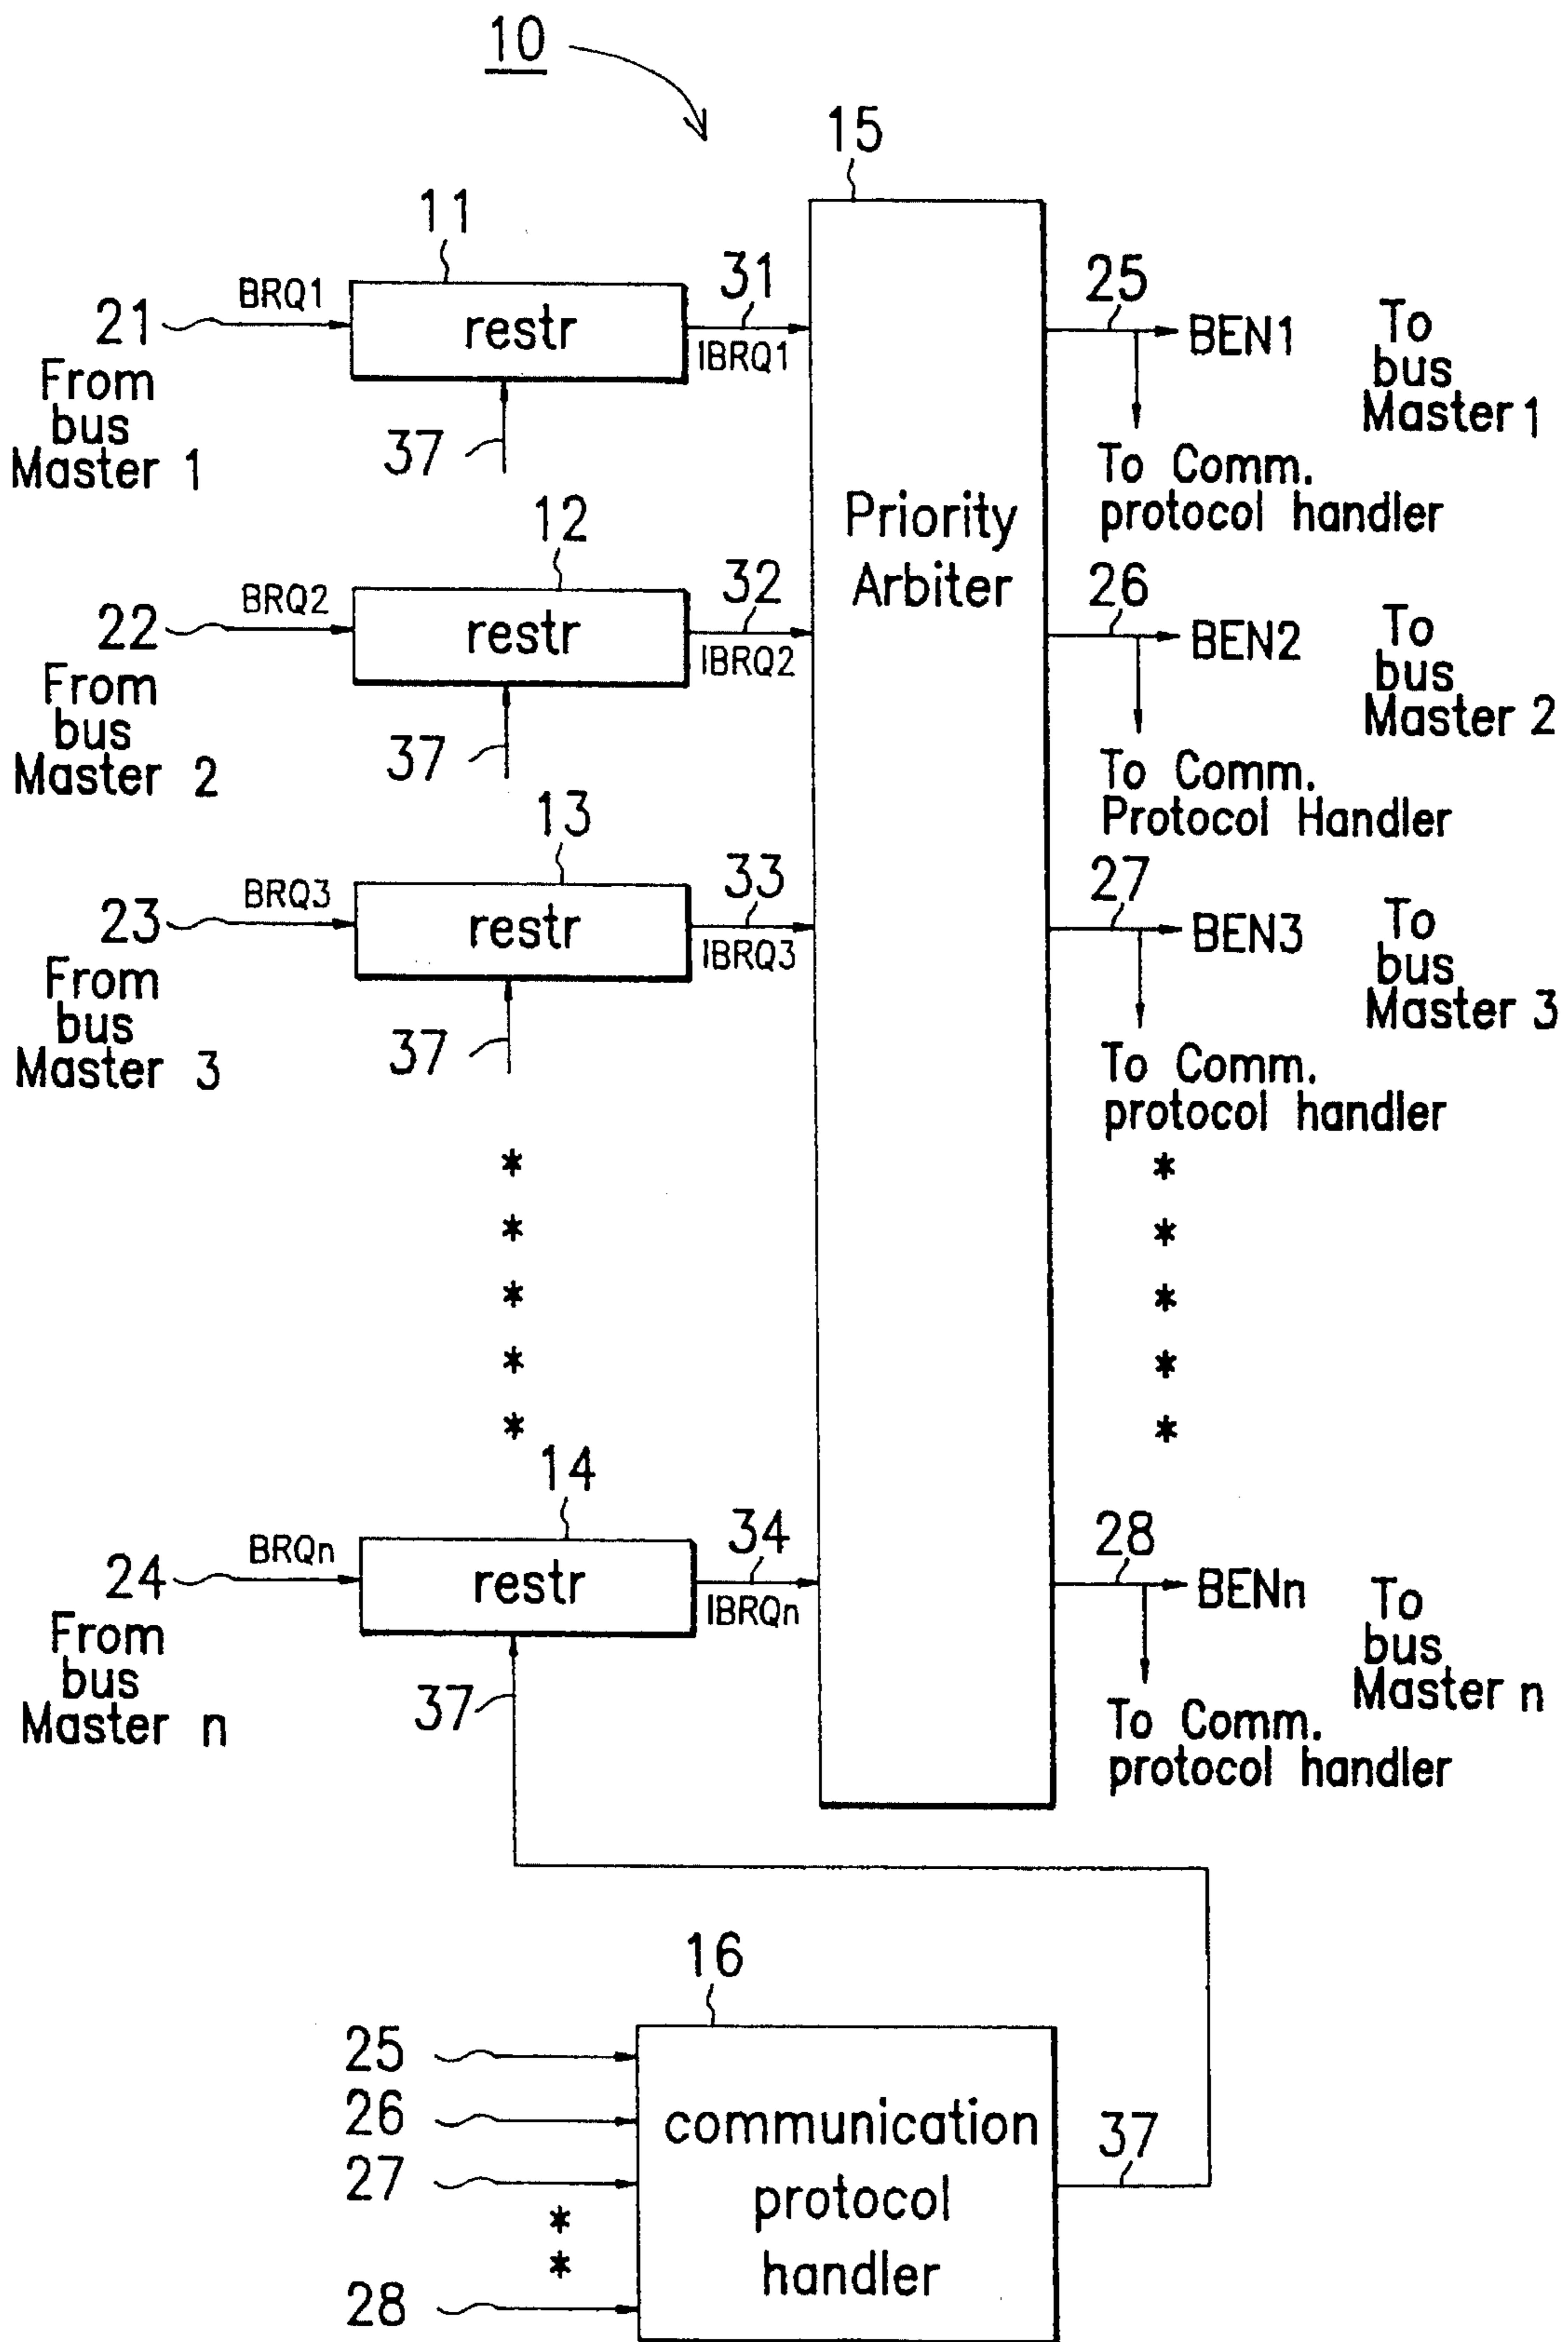 10
15
11
21
BRQ1
restr
31
IBRQ1
25
BEN1
To
bus
Master 1
From
bus
Master 1
37
To Comm.
protocol handler
Priority
Arbiter
12
22
BRQ2
restr
32
IBRQ2
26
BEN2
To
bus
Master 2
From
bus
Master 2
37
To Comm.
Protocol Handler
13
23
BRQ3
restr
33
IBRQ3
27
BEN3
To
bus
Master 3
From
bus
Master 3
37
To Comm.
protocol handler
*
*
*
*
*
*
*
*
*
*
14
24
BRQn
restr
34
IBRQn
28
BENn
To
bus
Master n
From
bus
Master n
37
To Comm.
protocol handler
16
25
26
27
*
*
28
communication
protocol
handler
37